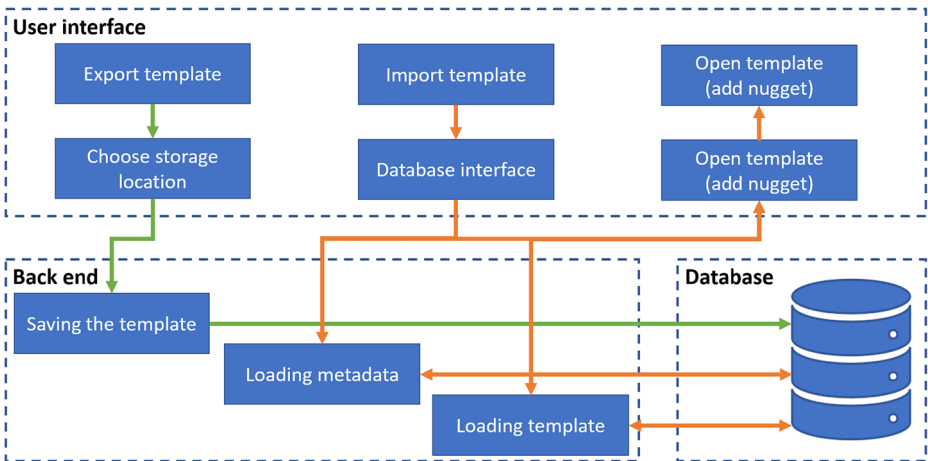 User interface
Export template
Import template
Open template
(add nugget)
Choose storage
location
Database interface
Open template
(add nugget)
Back end
Database
Saving the template
Loading metadata
Loading template